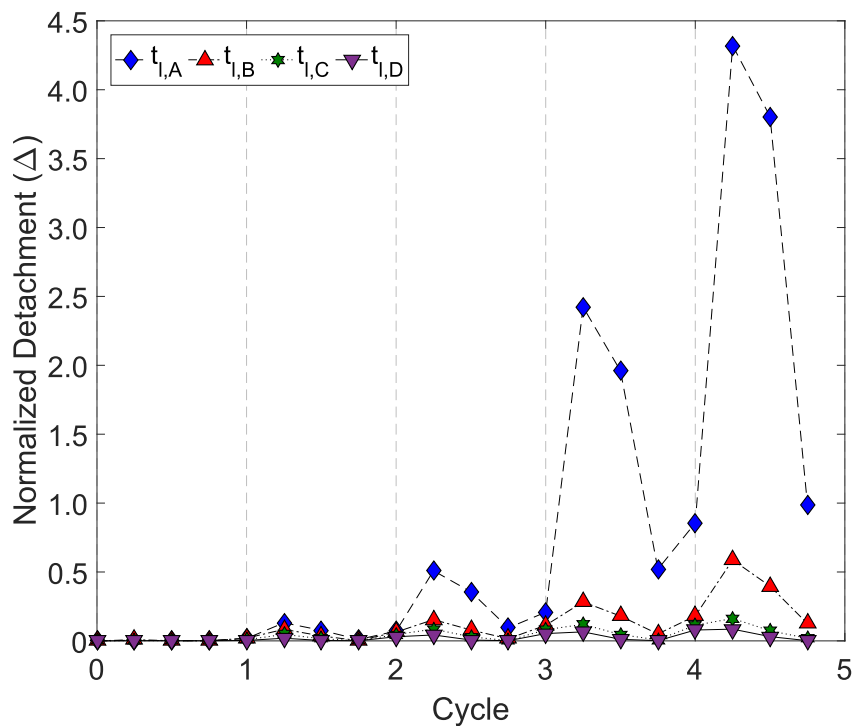 4.5
4.0
3.5
3.0
2.5
2.0
1.5
1.0
0.5
0
Normalized Detachment (Δ)
t_{l,A} t_{l,B} t_{l,C} t_{l,D}
0 1 2 3 4 5
Cycle